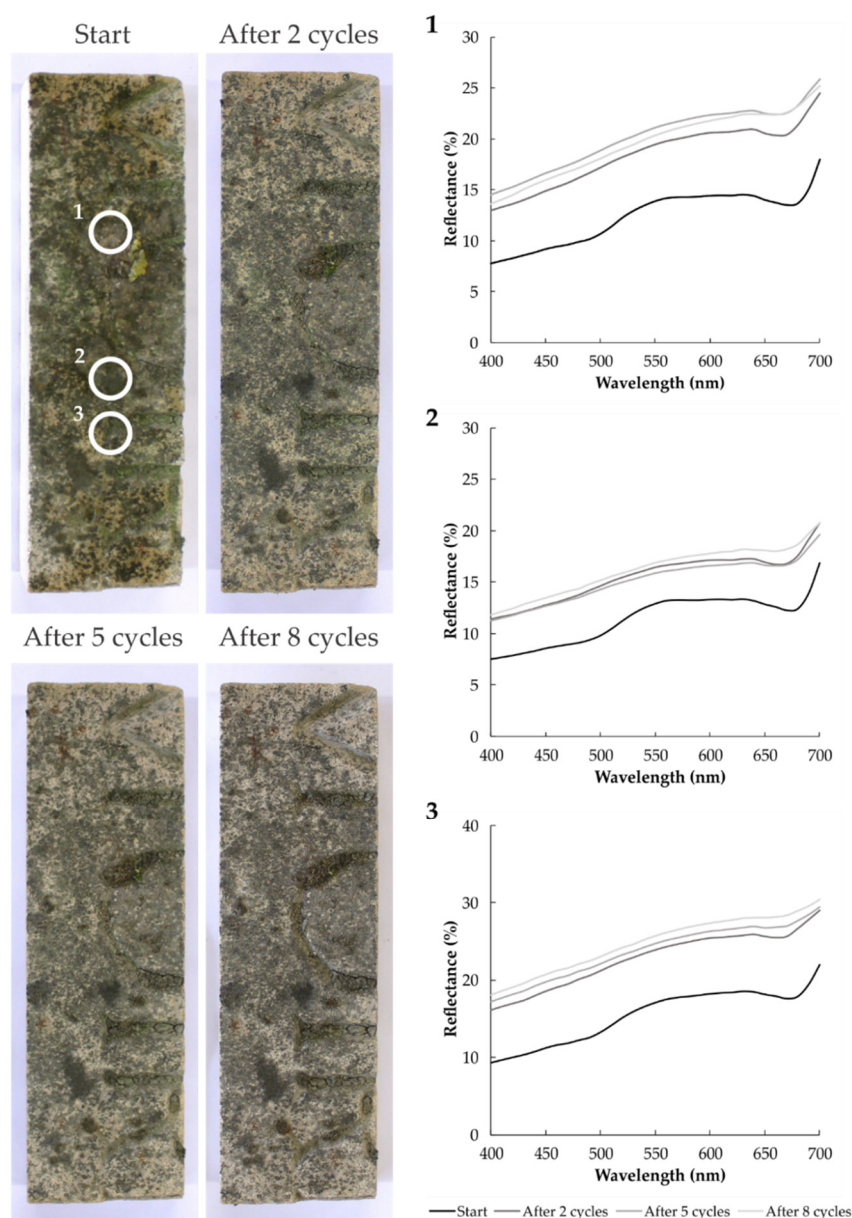 Start
After 2 cycles
1
2
3
After 5 cycles
After 8 cycles
1
30
25
20
15
10
5
0
Reflectance (%)
400 450 500 550 600 650 700
Wavelength (nm)
2
30
25
20
15
10
5
0
Reflectance (%)
400 450 500 550 600 650 700
Wavelength (nm)
3
40
30
20
10
0
Reflectance (%)
400 450 500 550 600 650 700
Wavelength (nm)
Start After 2 cycles After 5 cycles After 8 cycles